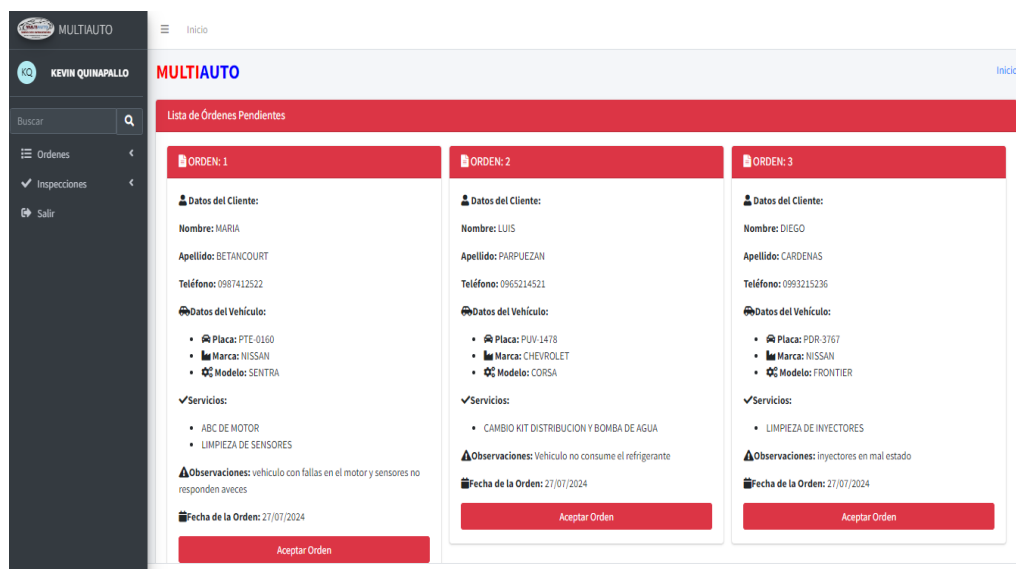 MULTIAUTO
Inicio
KQ
KEVIN QUINAPALLO
MULTIAUTO
Inicio
Buscar
Ordenes
Inspecciones
Salir
Lista de Órdenes Pendientes
ORDEN: 1
Datos del Cliente:
Nombre: MARIA
Apellido: BETANCOURT
Teléfono: 0987412522
Datos del Vehículo:
Placa: PTE-0160
Marca: NISSAN
Modelo: SENTRA
Servicios:
ABC DE MOTOR
LIMPIEZA DE SENSORES
Observaciones: vehiculo con fallas en el motor y sensores no
responden aveces
Fecha de la Orden: 27/07/2024
Aceptar Orden
ORDEN: 2
Datos del Cliente:
Nombre: LUIS
Apellido: PARPUEZAN
Teléfono: 0965214521
Datos del Vehículo:
Placa: PUV-1478
Marca: CHEVROLET
Modelo: CORSA
Servicios:
CAMBIO KIT DISTRIBUCION Y BOMBA DE AGUA
Observaciones: Vehiculo no consume el refrigerante
Fecha de la Orden: 27/07/2024
Aceptar Orden
ORDEN: 3
Datos del Cliente:
Nombre: DIEGO
Apellido: CARDENAS
Teléfono: 0993215236
Datos del Vehículo:
Placa: PDR-3767
Marca: NISSAN
Modelo: FRONTIER
Servicios:
LIMPIEZA DE INYECTORES
Observaciones: inyectores en mal estado
Fecha de la Orden: 27/07/2024
Aceptar Orden